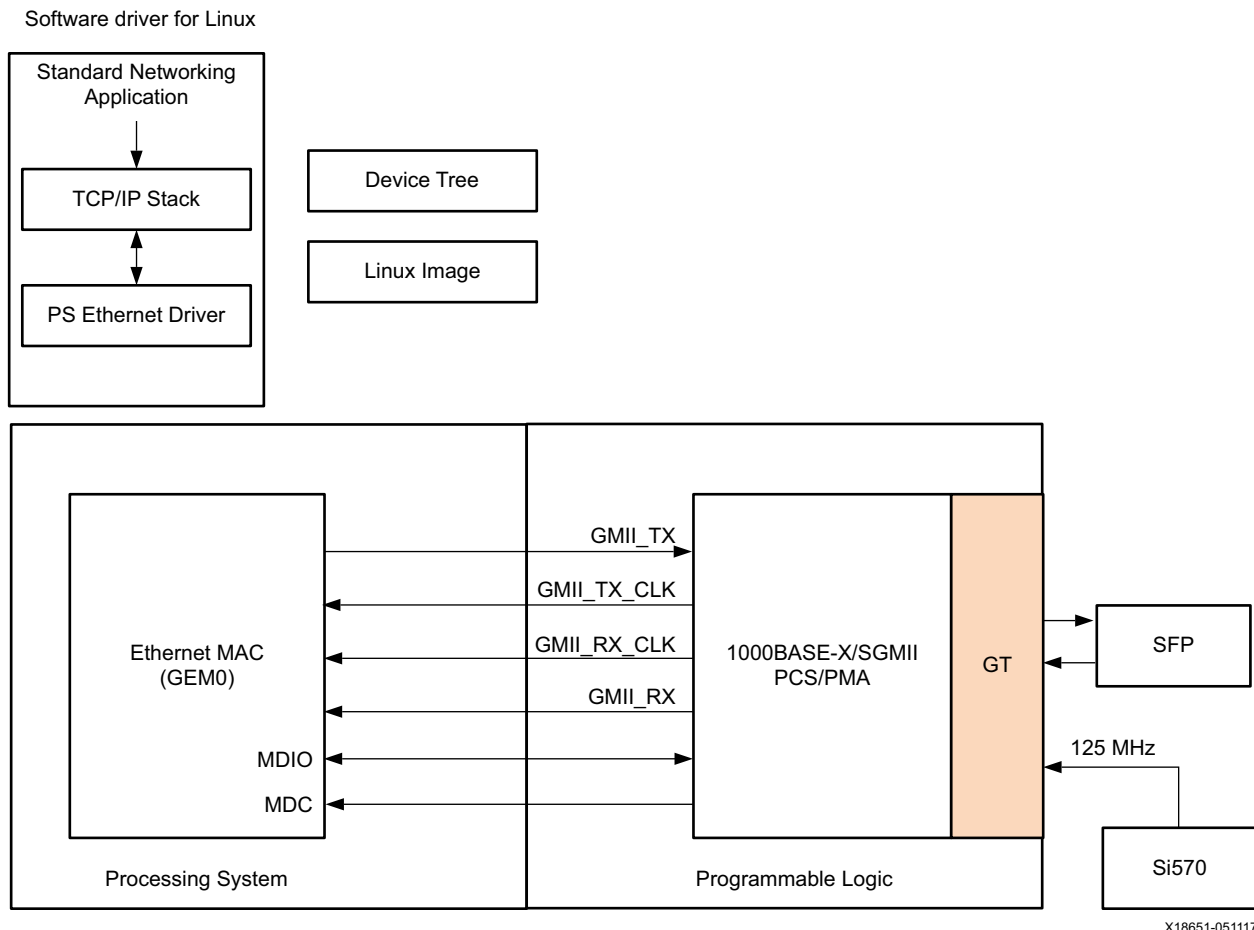 Software driver for Linux
Standard Networking
Application
TCP/IP Stack
PS Ethernet Driver
Device Tree
Linux Image
Ethernet MAC
(GEM0)
MDIO
MDC
GMII_TX
GMII_TX_CLK
GMII_RX_CLK
GMII_RX
1000BASE-X/SGMII
PCS/PMA
GT
SFP
125 MHz
Si570
Processing System
Programmable Logic
X18651-051117